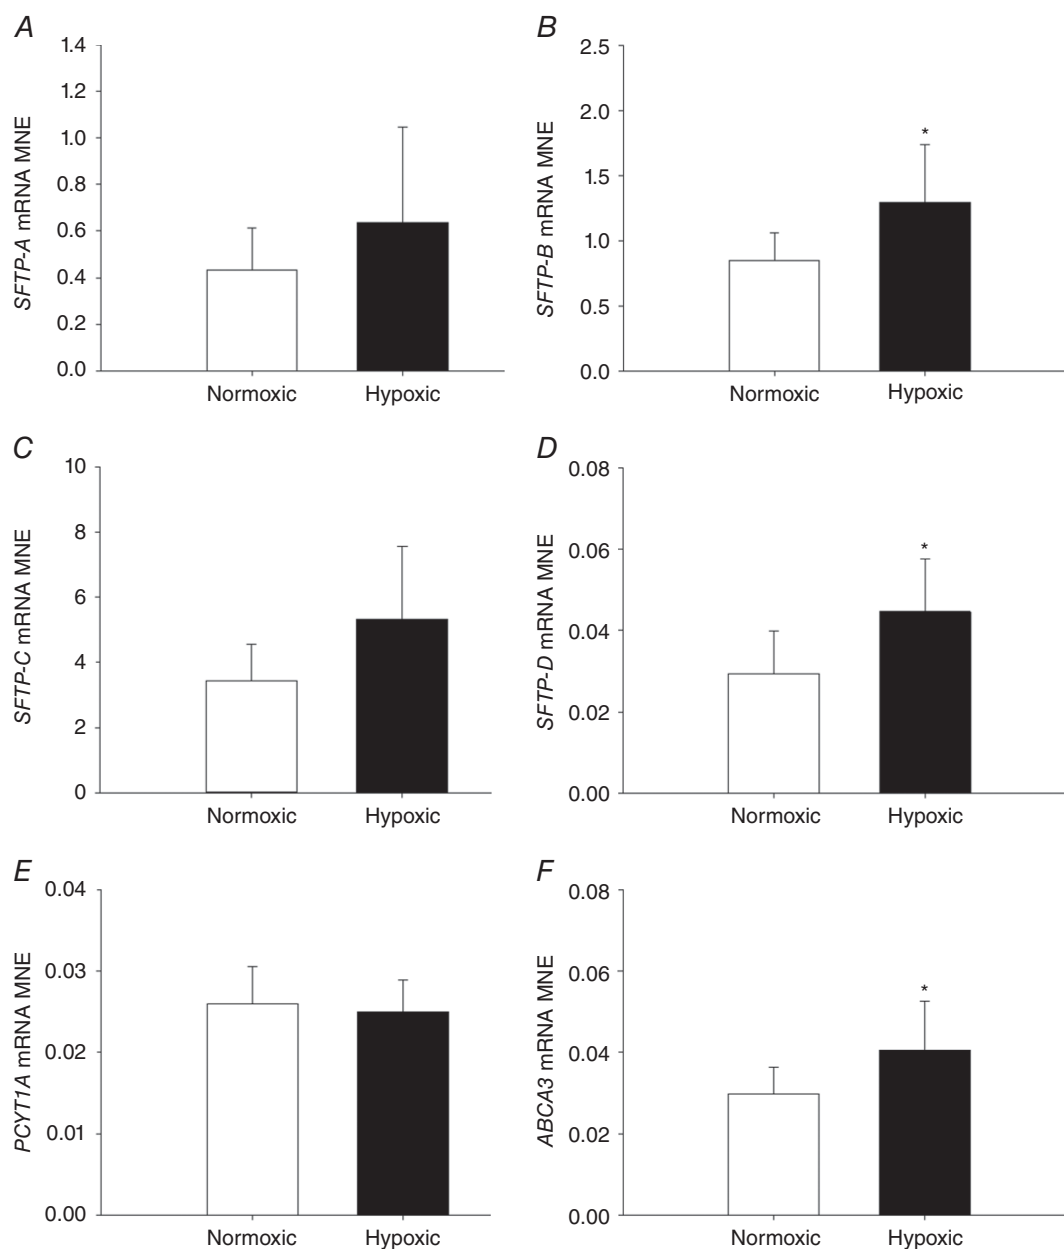 A
SFTP-A mRNA MNE
1.4
1.2
1.0
0.8
0.6
0.4
0.2
0.0
Normoxic Hypoxic
B
SFTP-B mRNA MNE
2.5
2.0
1.5
1.0
0.5
0.0
*
Normoxic Hypoxic
C
SFTP-C mRNA MNE
10
8
6
4
2
0
Normoxic Hypoxic
D
SFTP-D mRNA MNE
0.08
0.06
0.04
0.02
0.00
*
Normoxic Hypoxic
E
PCYT1A mRNA MNE
0.04
0.03
0.02
0.01
0.00
Normoxic Hypoxic
F
ABCA3 mRNA MNE
0.08
0.06
0.04
0.02
0.00
*
Normoxic Hypoxic